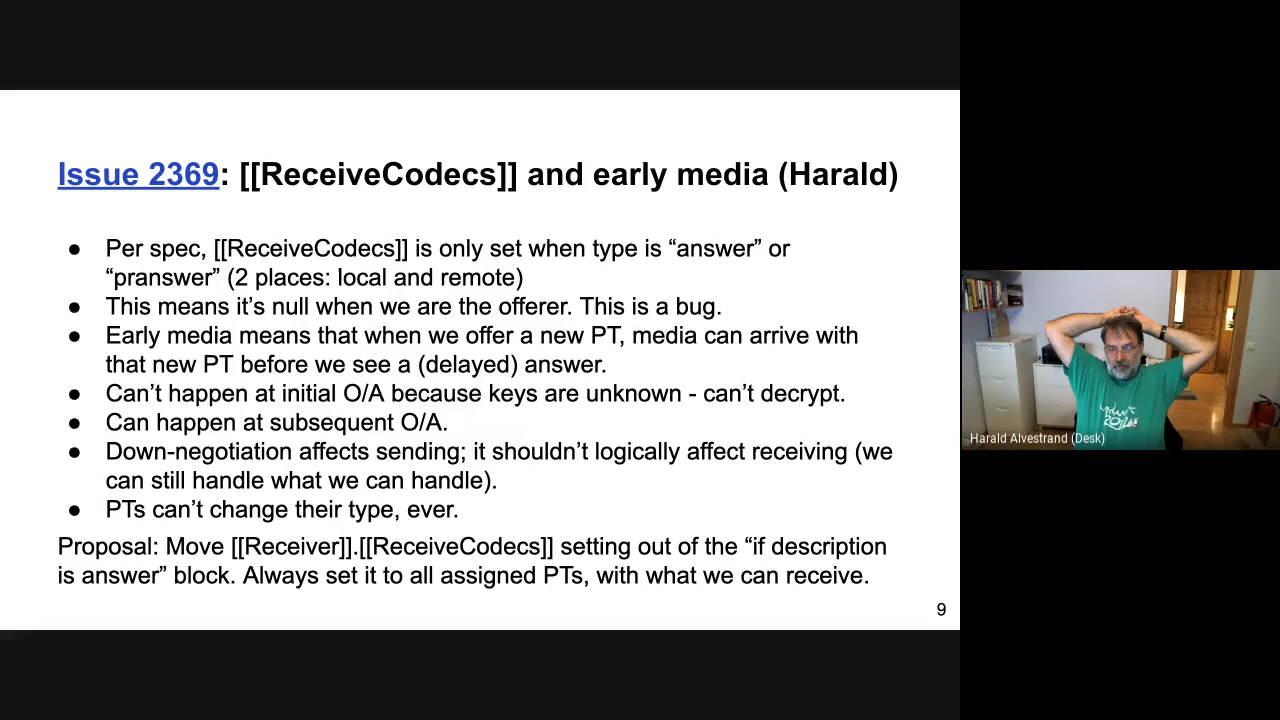 Issue 2369: [[ReceiveCodecs]] and early media (Harald)
● Per spec, [[ReceiveCodecs]] is only set when type is “answer” or
“pranswer” (2 places: local and remote)
● This means it’s null when we are the offerer. This is a bug.
● Early media means that when we offer a new PT, media can arrive with
that new PT before we see a (delayed) answer.
● Can’t happen at initial O/A because keys are unknown - can’t decrypt.
● Can happen at subsequent O/A.
● Down-negotiation affects sending; it shouldn’t logically affect receiving (we
can still handle what we can handle).
● PTs can’t change their type, ever.
Proposal: Move [[Receiver]].[[ReceiveCodecs]] setting out of the “if description
is answer” block. Always set it to all assigned PTs, with what we can receive.
9
Harald Alvestrand (Desk)